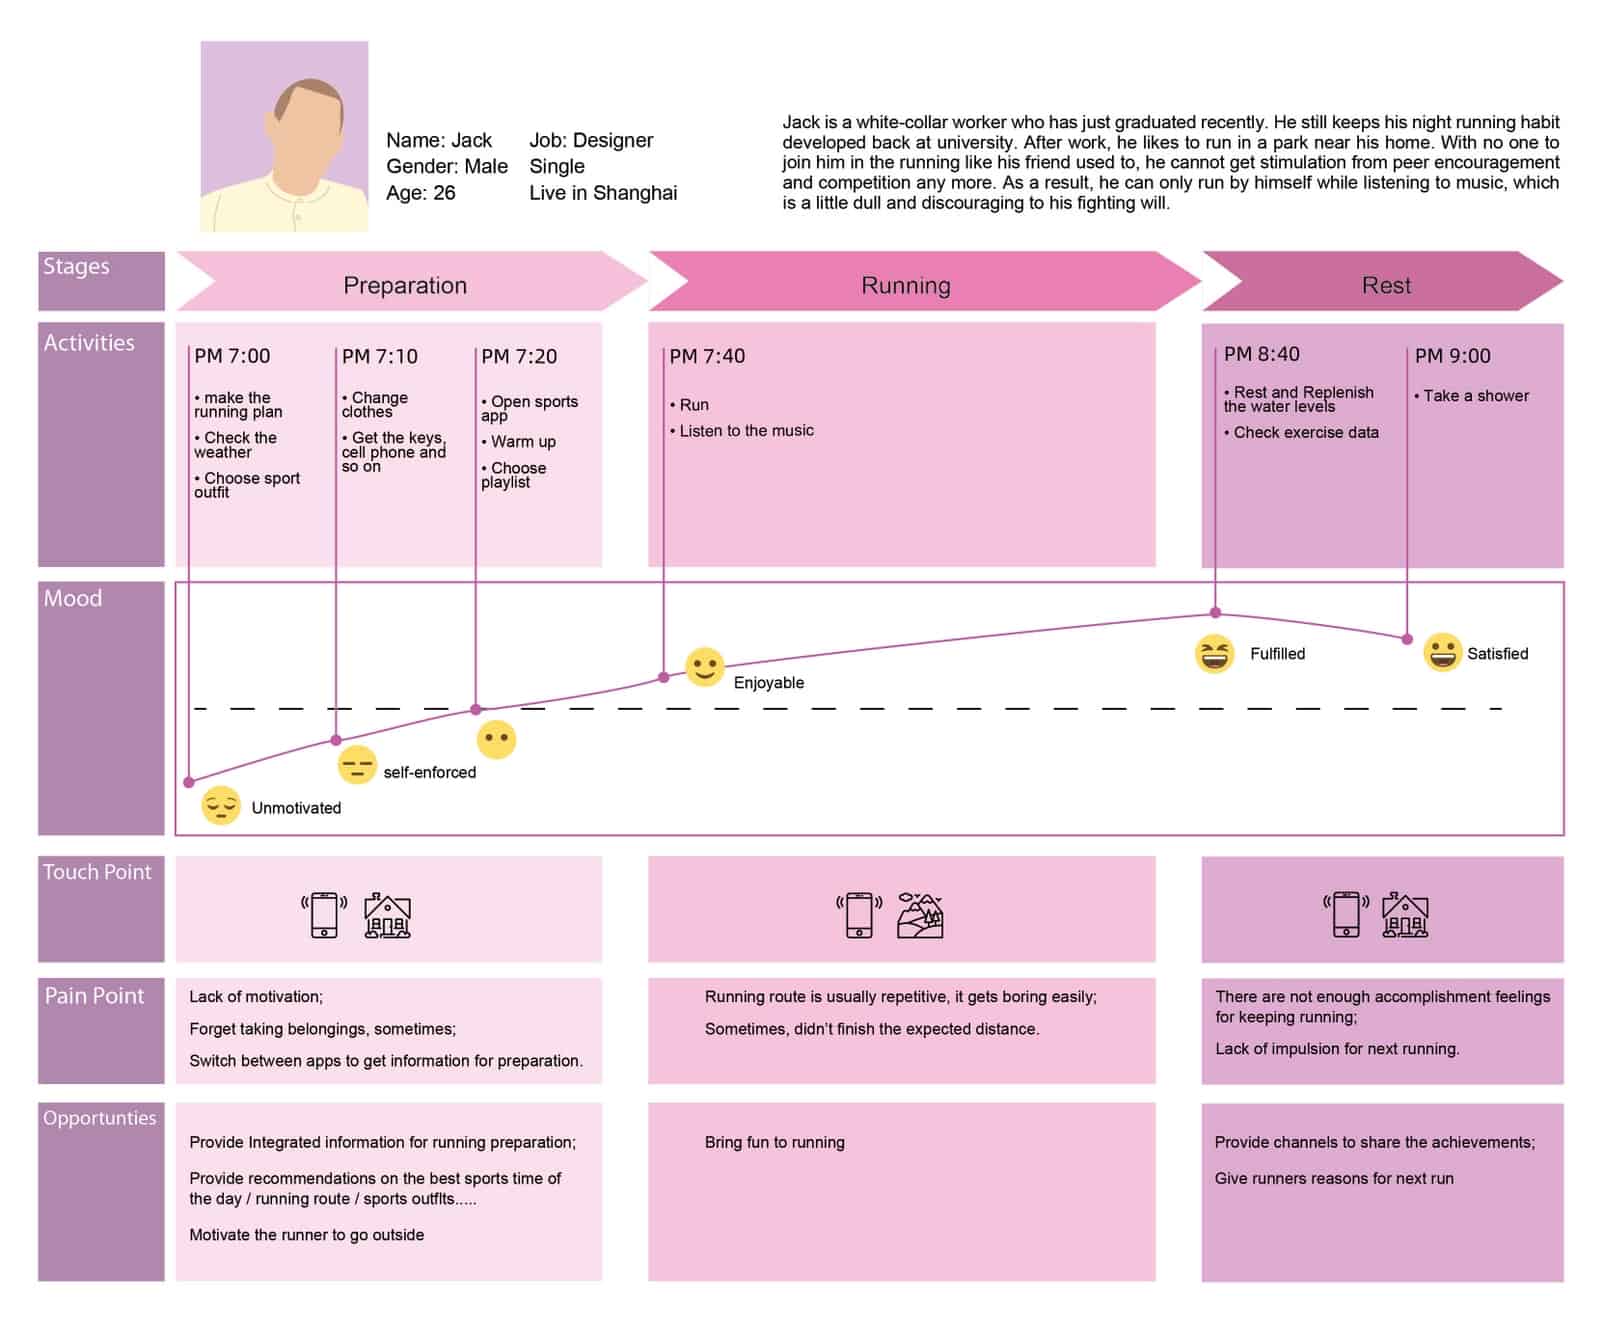 Name: Jack
Gender: Male
Age: 26
Job: Designer
Single
Live in Shanghai
Jack is a white-collar worker who has just graduated recently. He still keeps his night running habit
developed back at university. After work, he likes to run in a park near his home. With no one to
join him in the running like his friend used to, he cannot get stimulation from peer encouragement
and competition any more. As a result, he can only run by himself while listening to music, which
is a little dull and discouraging to his fighting will.
Stages
Preparation
Running
Rest
Activities
PM 7:00
• make the
running plan
• Check the
weather
• Choose sport
outfit
PM 7:10
• Change
clothes
• Get the keys,
cell phone and
so on
PM 7:20
• Open sports
app
• Warm up
• Choose
playlist
PM 7:40
• Run
• Listen to the music
PM 8:40
• Rest and Replenish
the water levels
• Check exercise data
PM 9:00
• Take a shower
Mood
Unmotivated
self-enforced
Enjoyable
Fulfilled
Satisfied
Touch Point
Pain Point
Lack of motivation;
Forget taking belongings, sometimes;
Switch between apps to get information for preparation.
Running route is usually repetitive, it gets boring easily;
Sometimes, didn't finish the expected distance.
There are not enough accomplishment feelings
for keeping running;
Lack of impulsion for next running.
Opportunties
Provide Integrated information for running preparation;
Provide recommendations on the best sports time of
the day / running route / sports outfIts.....
Motivate the runner to go outside
Bring fun to running
Provide channels to share the achievements;
Give runners reasons for next run